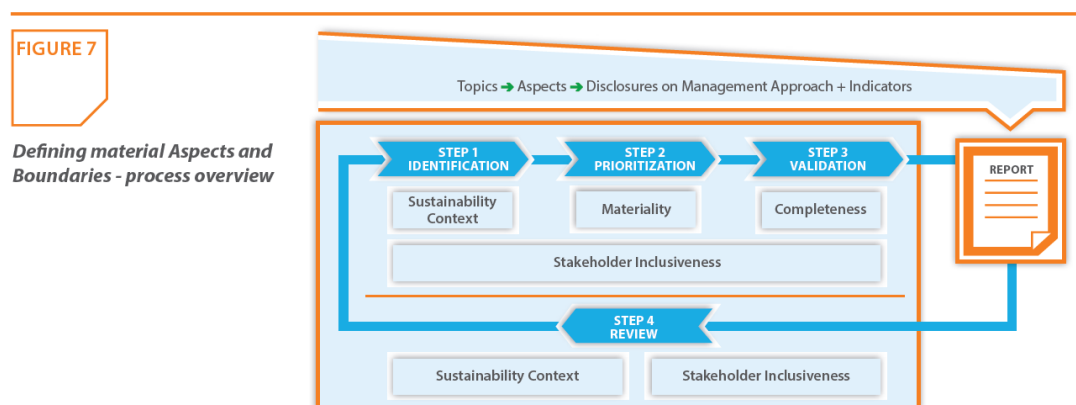 FIGURE 7
Defining material Aspects and
Boundaries - process overview
Topics ➔ Aspects ➔ Disclosures on Management Approach + Indicators
STEP 1
IDENTIFICATION
STEP 2
PRIORITIZATION
STEP 3
VALIDATION
REPORT
Sustainability
Context
Materiality
Completeness
Stakeholder Inclusiveness
STEP 4
REVIEW
Sustainability Context
Stakeholder Inclusiveness